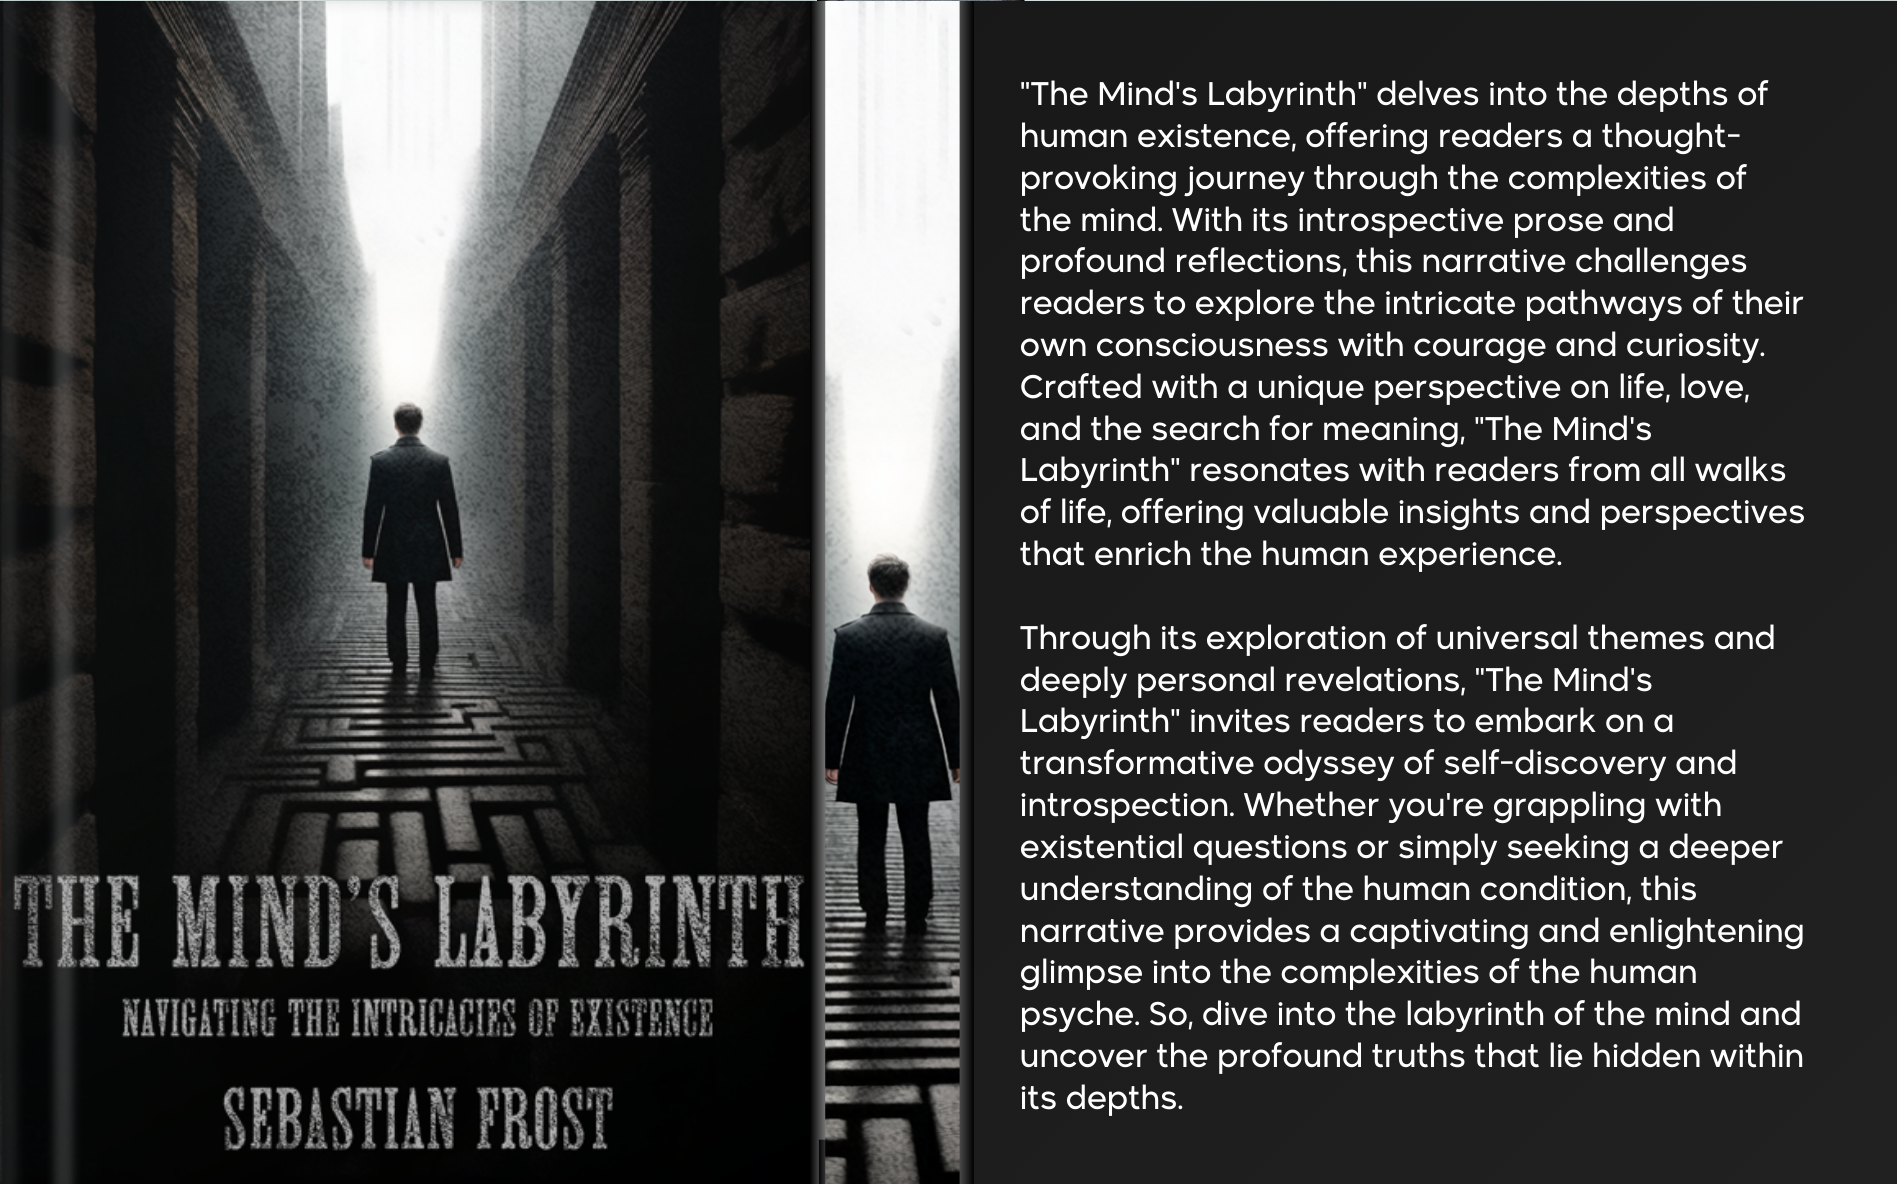 THE MIND'S LABYRINTH
NAVIGATING THE INTRICACIES OF EXISTENCE
SEBASTIAN FROST
"The Mind's Labyrinth" delves into the depths of
human existence, offering readers a thought-
provoking journey through the complexities of
the mind. With its introspective prose and
profound reflections, this narrative challenges
readers to explore the intricate pathways of their
own consciousness with courage and curiosity.
Crafted with a unique perspective on life, love,
and the search for meaning, "The Mind's
Labyrinth" resonates with readers from all walks
of life, offering valuable insights and perspectives
that enrich the human experience.
Through its exploration of universal themes and
deeply personal revelations, "The Mind's
Labyrinth" invites readers to embark on a
transformative odyssey of self-discovery and
introspection. Whether you're grappling with
existential questions or simply seeking a deeper
understanding of the human condition, this
narrative provides a captivating and enlightening
glimpse into the complexities of the human
psyche. So, dive into the labyrinth of the mind and
uncover the profound truths that lie hidden within
its depths.